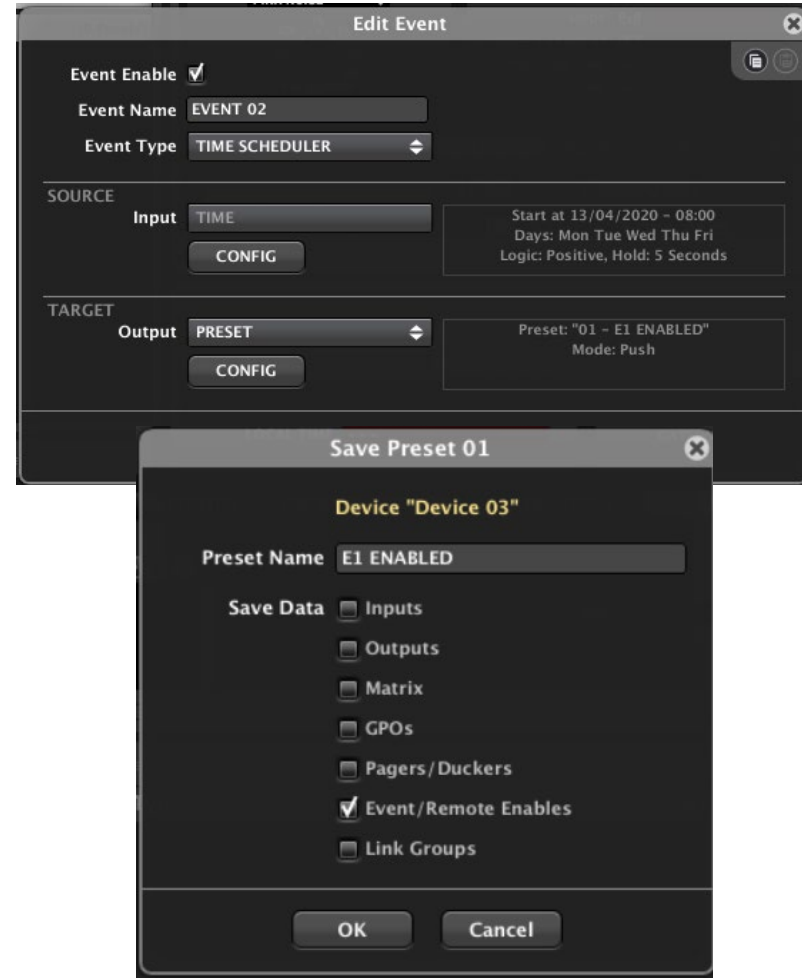 Edit Event
Event Enable
Event Name EVENT 02
Event Type TIME SCHEDULER
SOURCE
Input TIME
CONFIG
Start at 13/04/2020 - 08:00
Days: Mon Tue Wed Thu Fri
Logic: Positive, Hold: 5 Seconds
TARGET
Output PRESET
CONFIG
Preset: "01 - E1 ENABLED"
Mode: Push
Save Preset 01
Device "Device 03"
Preset Name E1 ENABLED
Save Data Inputs
Outputs
Matrix
GPOs
Pagers/Duckers
Event/Remote Enables
Link Groups
OK Cancel